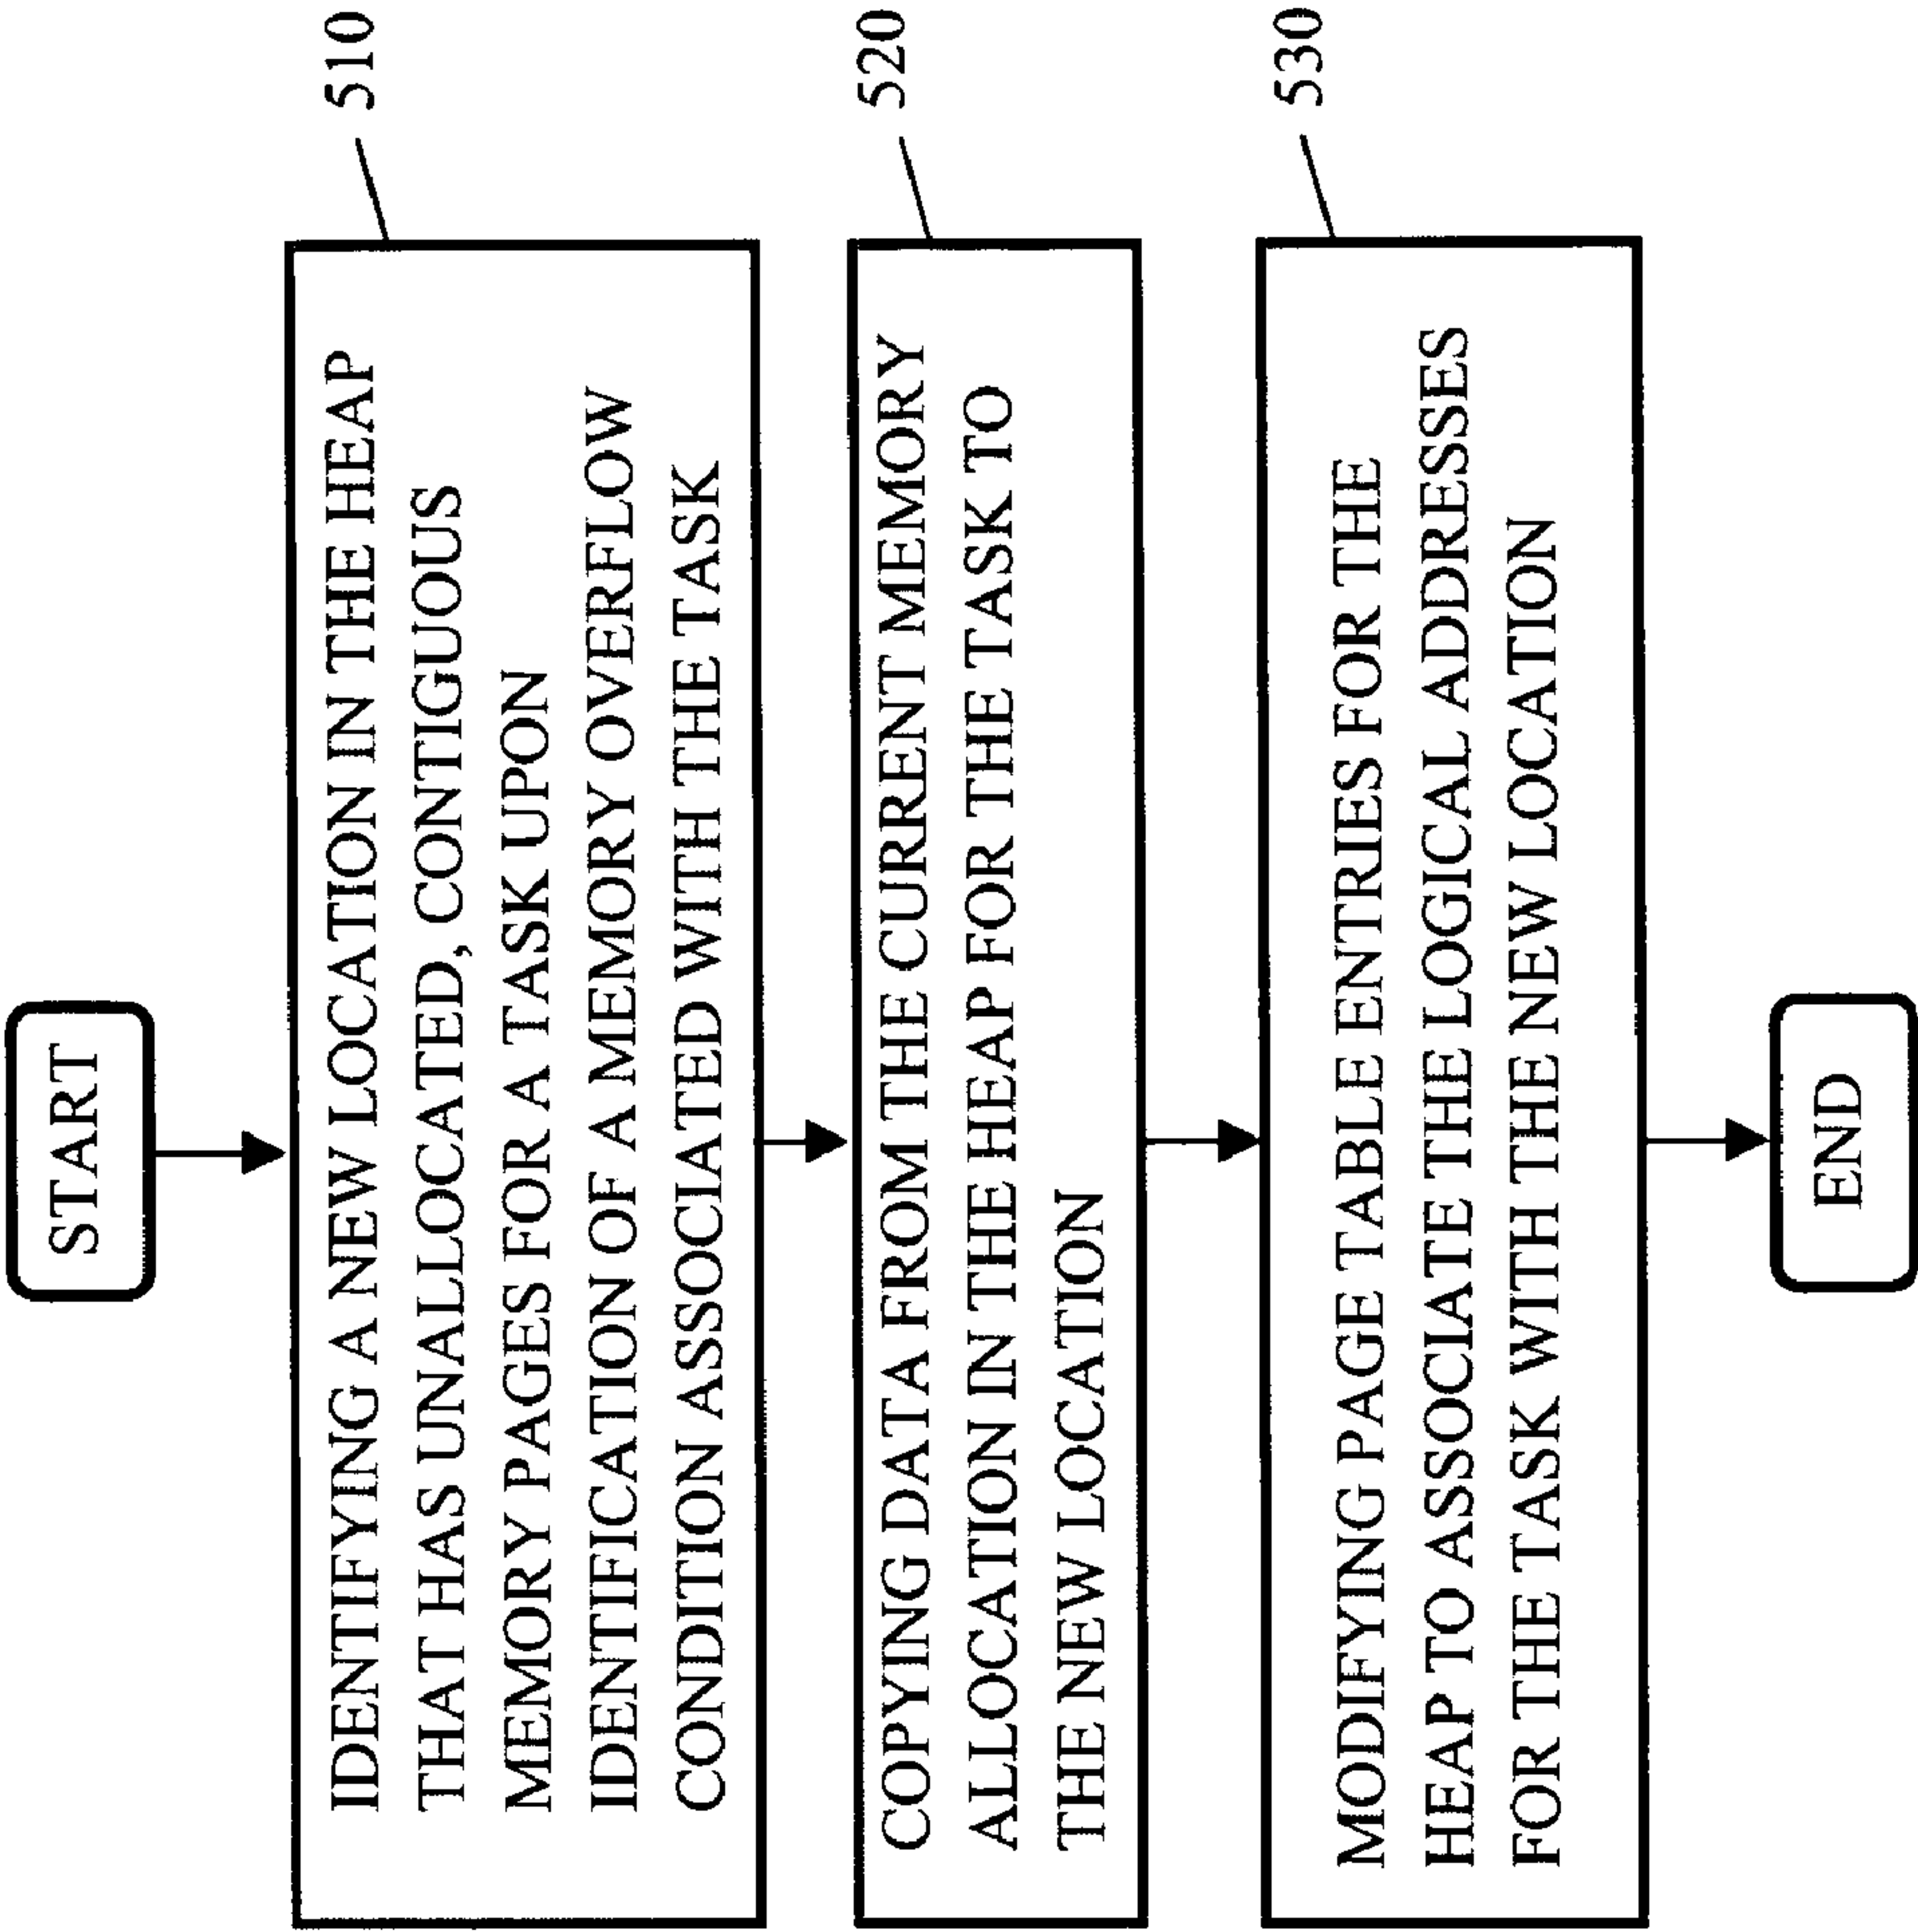 START
IDENTIFYING A NEW LOCATION IN THE HEAP
THAT HAS UNALLOCATED, CONTIGUOUS
MEMORY PAGES FOR A TASK UPON
IDENTIFICATION OF A MEMORY OVERFLOW
CONDITION ASSOCIATED WITH THE TASK
510
COPYING DATA FROM THE CURRENT MEMORY
ALLOCATION IN THE HEAP FOR THE TASK TO
THE NEW LOCATION
520
MODIFYING PAGE TABLE ENTRIES FOR THE
HEAP TO ASSOCIATE THE LOGICAL ADDRESSES
FOR THE TASK WITH THE NEW LOCATION
530
END